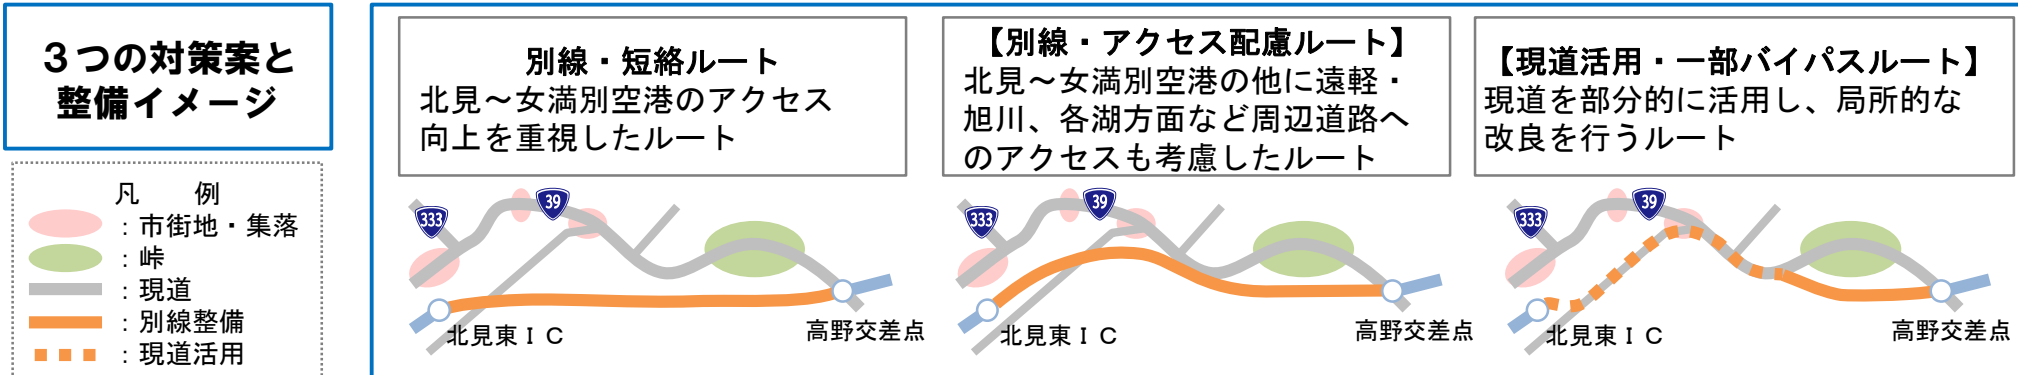 ３つの対策案と
整備イメージ
凡　例
：市街地・集落
：峠
：現道
：別線整備
：現道活用
別線・短絡ルート
北見～女満別空港のアクセス
向上を重視したルート
333
39
北見東ＩＣ
高野交差点
【別線・アクセス配慮ルート】
北見～女満別空港の他に遠軽・
旭川、各湖方面など周辺道路へ
のアクセスも考慮したルート
333
39
北見東ＩＣ
高野交差点
【現道活用・一部バイパスルート】
現道を部分的に活用し、局所的な
改良を行うルート
333
39
北見東ＩＣ
高野交差点